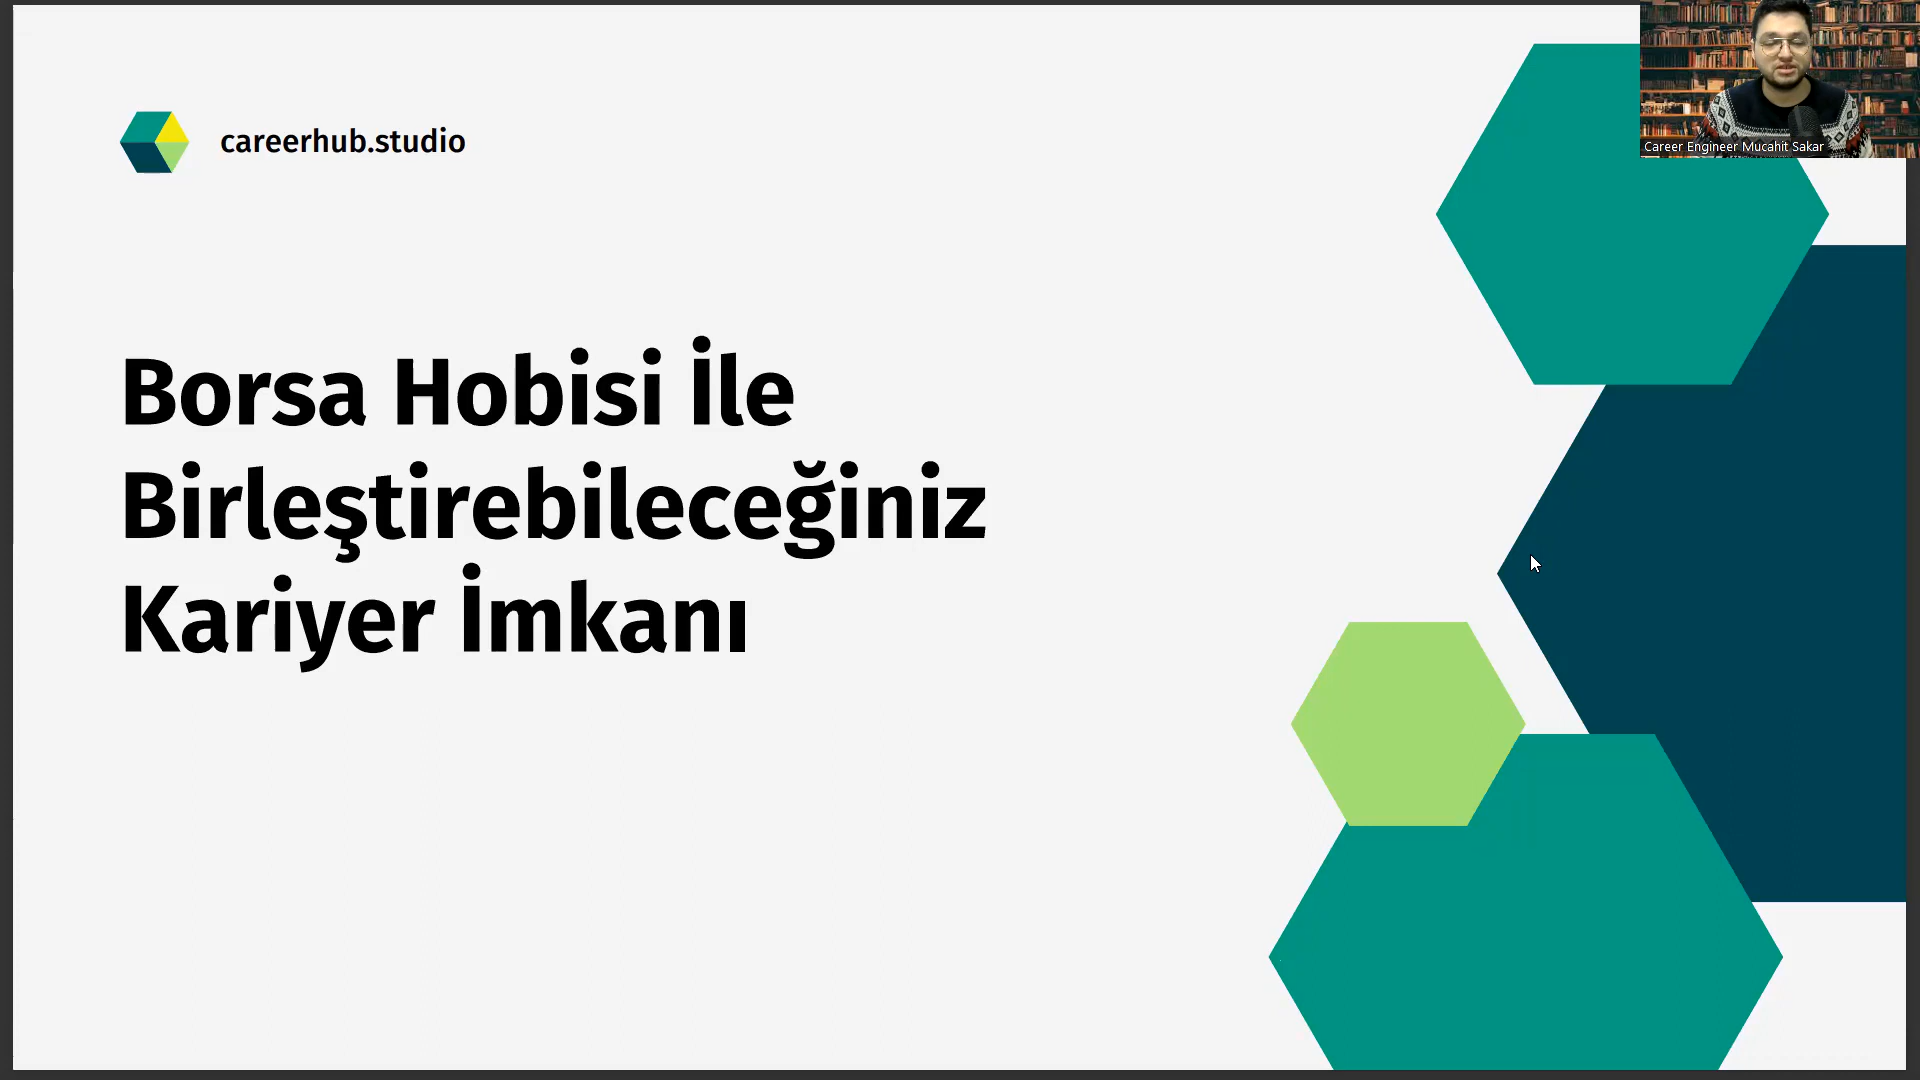 careerhub.studio
Career Engineer Mucahit Sakar
Borsa Hobisi İle
Birleştirebileceğiniz
Kariyer İmkanı